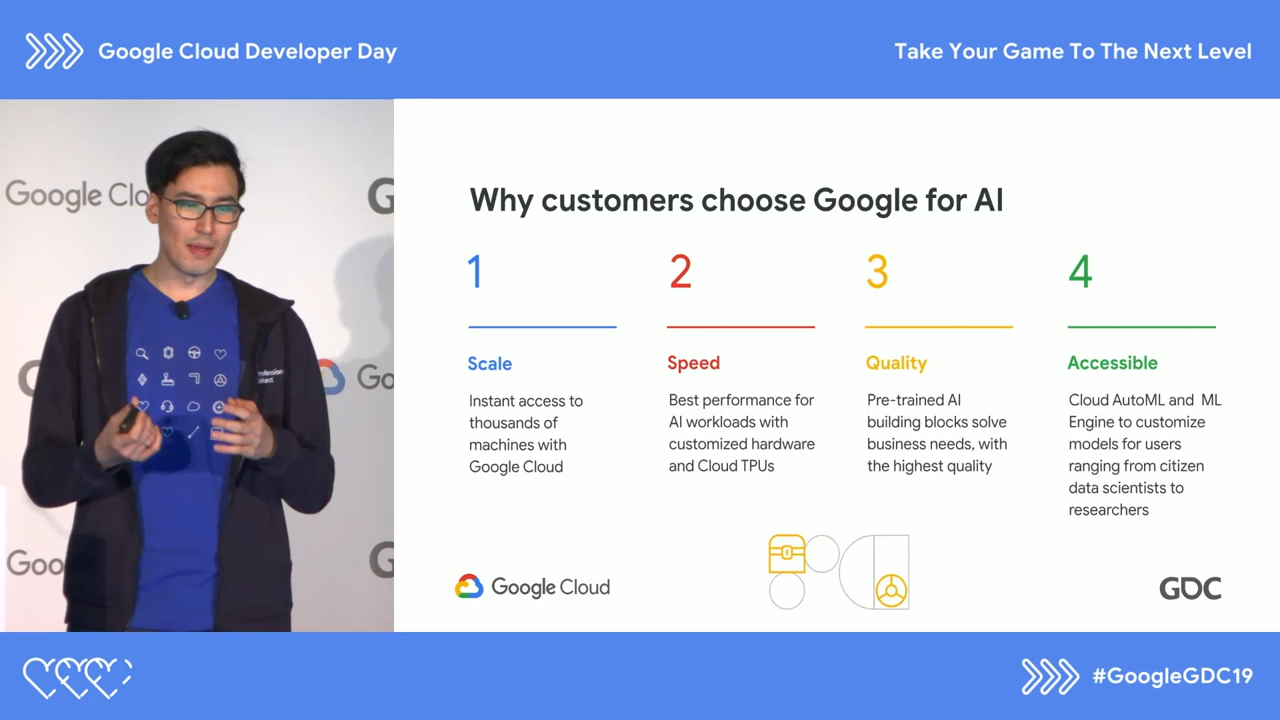 Google Cloud Developer Day
Take Your Game To The Next Level
Google Clo
G
Go
Goo
G
Why customers choose Google for AI
1
Scale
Instant access to
thousands of
machines with
Google Cloud
2
Speed
Best performance for
AI workloads with
customized hardware
and Cloud TPUs
3
Quality
Pre-trained AI
building blocks solve
business needs, with
the highest quality
4
Accessible
Cloud AutoML and ML
Engine to customize
models for users
ranging from citizen
data scientists to
researchers
Google Cloud
GDC
#GoogleGDC19